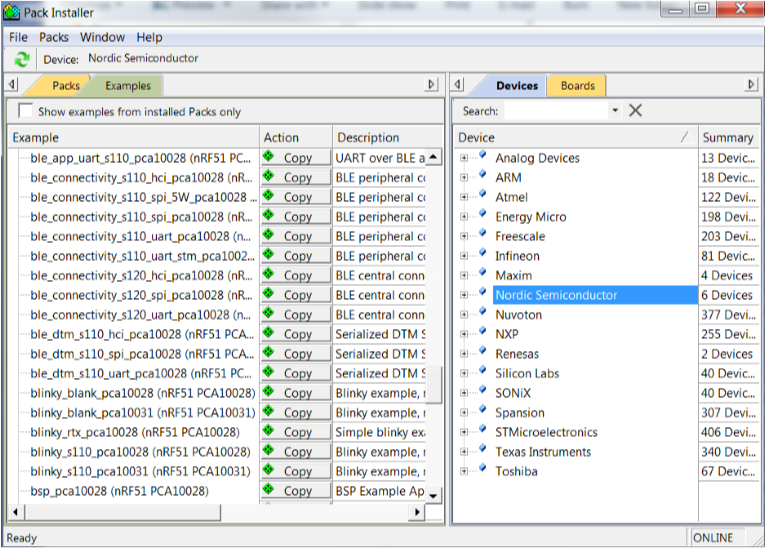 Pack Installer
File Packs Window Help
Device: Nordic Semiconductor
Packs Examples
Show examples from installed Packs only
Example Action Description
ble_app_uart_s110_pca10028 (nRF51 PC... Copy UART over BLE a
ble_connectivity_s110_hci_pca10028 (nR... Copy BLE peripheral co
ble_connectivity_s110_spi_5W_pca10028 ... Copy BLE peripheral co
ble_connectivity_s110_spi_pca10028 (nR... Copy BLE peripheral co
ble_connectivity_s110_uart_pca10028 (n... Copy BLE peripheral co
ble_connectivity_s110_uart_stm_pca1002... Copy BLE peripheral co
ble_connectivity_s120_hci_pca10028 (nR... Copy BLE central conn
ble_connectivity_s120_spi_pca10028 (nR... Copy BLE central conn
ble_connectivity_s120_uart_pca10028 (n... Copy BLE central conn
ble_dtm_s110_hci_pca10028 (nRF51 PCA... Copy Serialized DTM S
ble_dtm_s110_spi_pca10028 (nRF51 PCA... Copy Serialized DTM S
ble_dtm_s110_uart_pca10028 (nRF51 PC... Copy Serialized DTM S
blinky_blank_pca10028 (nRF51 PCA10028) Copy Blinky example, r
blinky_blank_pca10031 (nRF51 PCA10031) Copy Blinky example, r
blinky_rtx_pca10028 (nRF51 PCA10028) Copy Simple blinky exa
blinky_s110_pca10028 (nRF51 PCA10028) Copy Blinky example, r
blinky_s110_pca10031 (nRF51 PCA10031) Copy Blinky example, r
bsp_pca10028 (nRF51 PCA10028) Copy BSP Example Ap
Devices Boards
Search:
Device Summary
Analog Devices 13 Devic...
ARM 18 Devic...
Atmel 122 Devi...
Energy Micro 198 Devi...
Freescale 203 Devi...
Infineon 81 Devic...
Maxim 4 Devices
Nordic Semiconductor 6 Devices
Nuvoton 377 Devi...
NXP 255 Devi...
Renesas 2 Devices
Silicon Labs 40 Devic...
SONiX 40 Devic...
Spansion 307 Devi...
STMicroelectronics 406 Devi...
Texas Instruments 340 Devi...
Toshiba 67 Devic...
Ready ONLINE